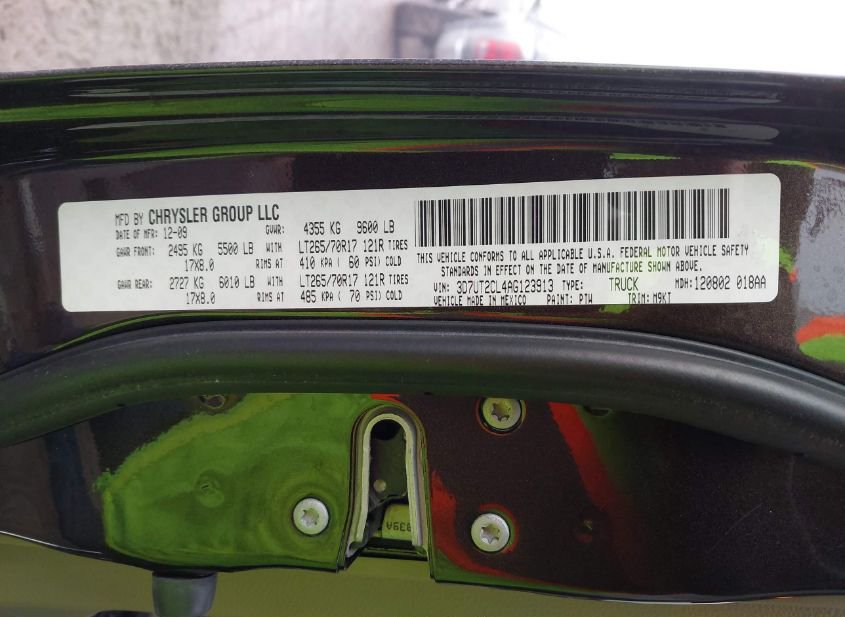 MFD BY CHRYSLER GROUP LLC
DATE OF MFR: 12-09 GVWR: 4355 KG 9600 LB
GAWR FRONT: 2495 KG 5500 LB WITH LT265/70R17 121R TIRES
17X8.0 RIMS AT 410 KPA ( 60 PSI) COLD
GAWR REAR: 2727 KG 6010 LB WITH LT265/70R17 121R TIRES
17X8.0 RIMS AT 485 KPA ( 70 PSI) COLD
THIS VEHICLE CONFORMS TO ALL APPLICABLE U.S.A. FEDERAL MOTOR VEHICLE SAFETY
STANDARDS IN EFFECT ON THE DATE OF MANUFACTURE SHOWN ABOVE.
VIN: 3D7UT2CL4AG123913 TYPE: TRUCK MDH: 120802 018AA
VEHICLE MADE IN MEXICO PAINT: PTW TRIM: M9KT